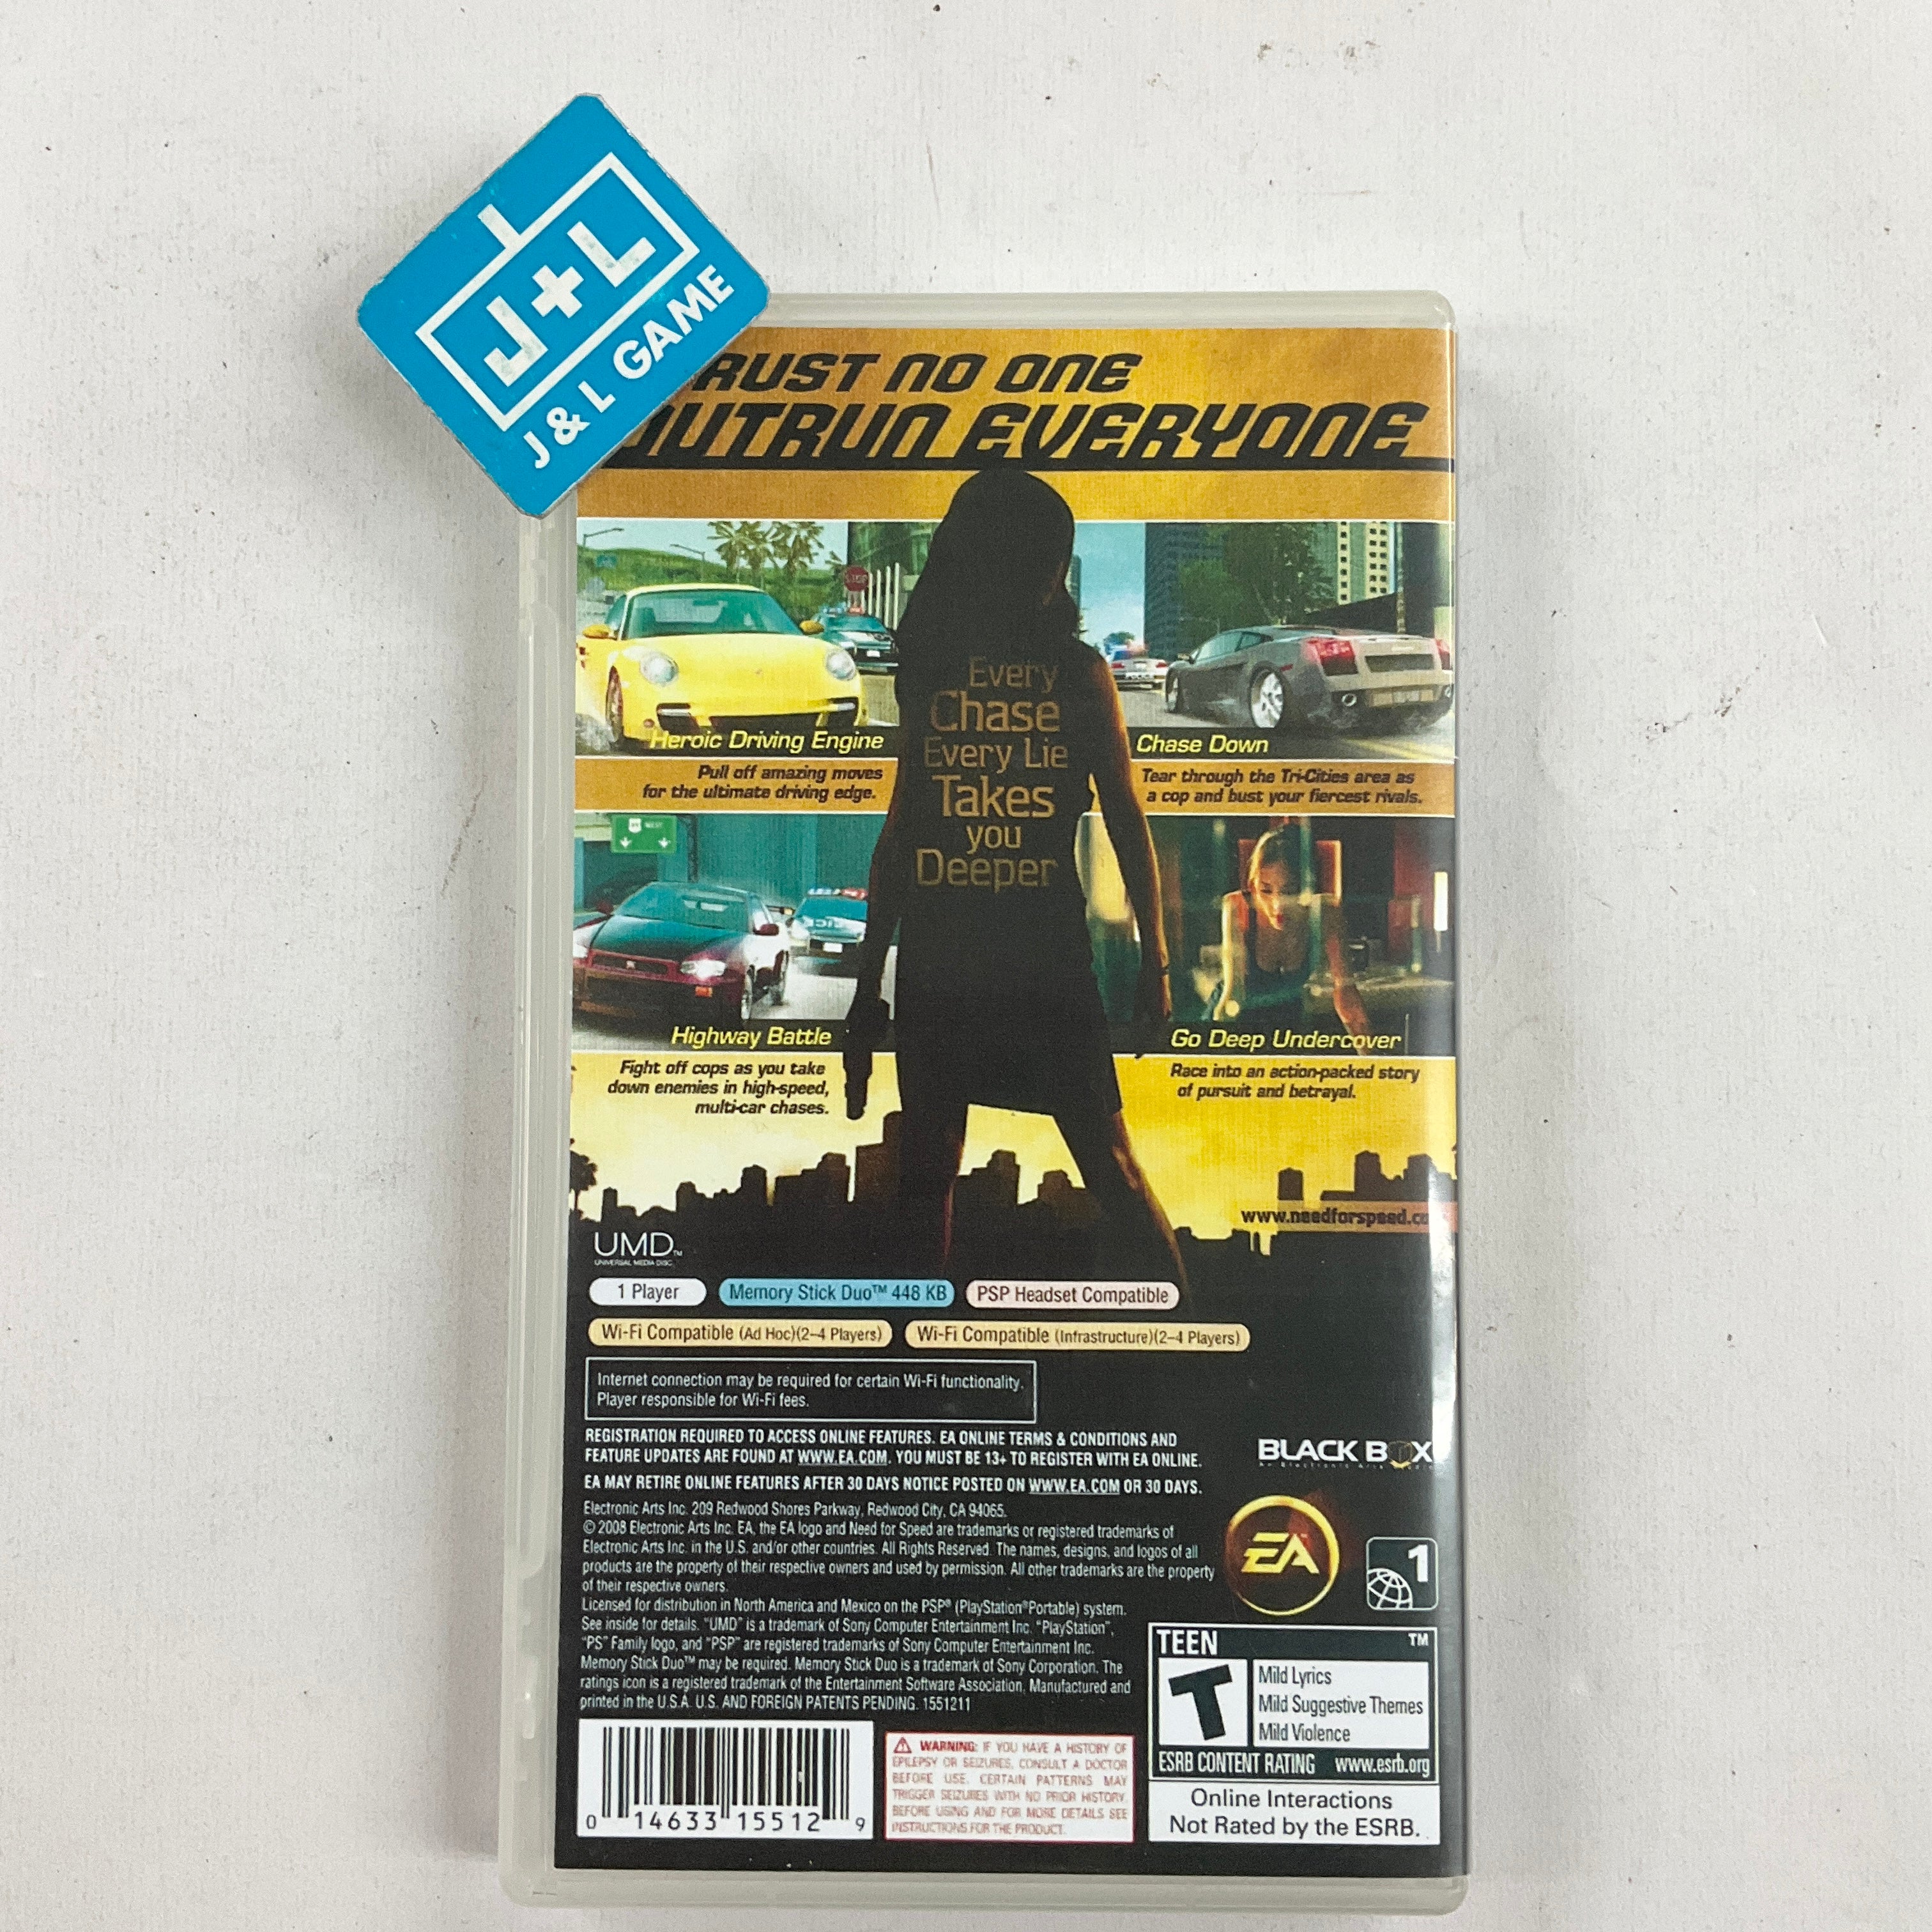 J+L
J & L GAME
RUST NO ONE
OUTRUN EVERYONE
STOP
Every
Chase
Every Lie
Takes
you
Deeper
Heroic Driving Engine
Pull off amazing moves
for the ultimate driving edge.
POLICE
Chase Down
Tear through the Tri-Cities area as
a cop and bust your fiercest rivals.
WEST
Highway Battle
Fight off cops as you take
down enemies in high-speed,
multi-car chases.
Go Deep Undercover
Race into an action-packed story
of pursuit and betrayal.
www.needforspeed.co
UMD™
UNIVERSAL MEDIA DISC
1 Player
Memory Stick Duo™ 448 KB
PSP Headset Compatible
Wi-Fi Compatible (Ad Hoc)(2–4 Players)
Wi-Fi Compatible (Infrastructure)(2–4 Players)
Internet connection may be required for certain Wi-Fi functionality.
Player responsible for Wi-Fi fees.
REGISTRATION REQUIRED TO ACCESS ONLINE FEATURES. EA ONLINE TERMS & CONDITIONS AND
FEATURE UPDATES ARE FOUND AT WWW.EA.COM. YOU MUST BE 13+ TO REGISTER WITH EA ONLINE.
EA MAY RETIRE ONLINE FEATURES AFTER 30 DAYS NOTICE POSTED ON WWW.EA.COM OR 30 DAYS.
BLACK BOX
An Electronic Arts
Electronic Arts Inc. 209 Redwood Shores Parkway, Redwood City, CA 94065.
© 2008 Electronic Arts Inc. EA, the EA logo and Need for Speed are trademarks or registered trademarks of
Electronic Arts Inc. in the U.S. and/or other countries. All Rights Reserved. The names, designs, and logos of all
products are the property of their respective owners and used by permission. All other trademarks are the property
of their respective owners.
Licensed for distribution in North America and Mexico on the PSP® (PlayStation®Portable) system.
See inside for details. "UMD" is a trademark of Sony Computer Entertainment Inc. "PlayStation",
"PS" Family logo, and "PSP" are registered trademarks of Sony Computer Entertainment Inc.
Memory Stick Duo™ may be required. Memory Stick Duo is a trademark of Sony Corporation. The
ratings icon is a registered trademark of the Entertainment Software Association. Manufactured and
printed in the U.S.A. U.S. AND FOREIGN PATENTS PENDING. 1551211
EA™
1
TEEN ™
T
Mild Lyrics
Mild Suggestive Themes
Mild Violence
ESRB CONTENT RATING www.esrb.org
Online Interactions
Not Rated by the ESRB.
0 14633 15512 9
WARNING: IF YOU HAVE A HISTORY OF
EPILEPSY OR SEIZURES, CONSULT A DOCTOR
BEFORE USE. CERTAIN PATTERNS MAY
TRIGGER SEIZURES WITH NO PRIOR HISTORY.
BEFORE USING AND FOR MORE DETAILS SEE
INSTRUCTIONS FOR THE PRODUCT.